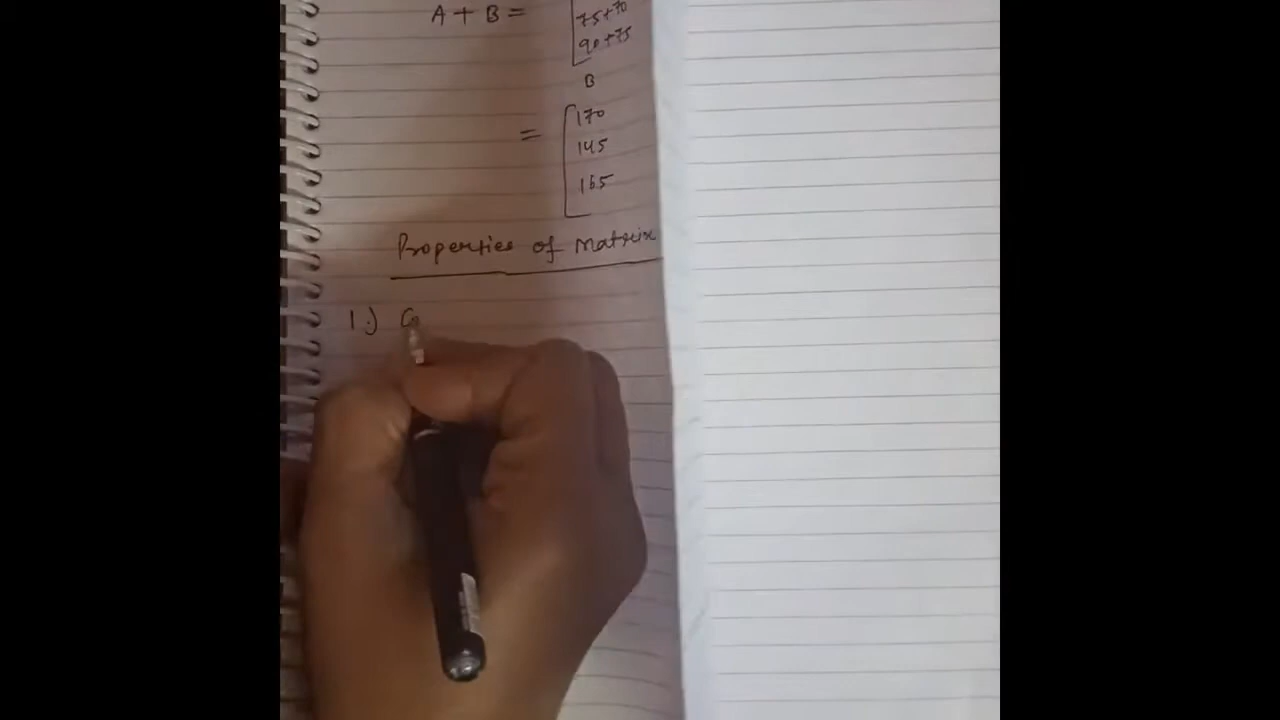 A + B = [75+70
90+75
B
= [170
145
165
Properties of Matrix
1.)